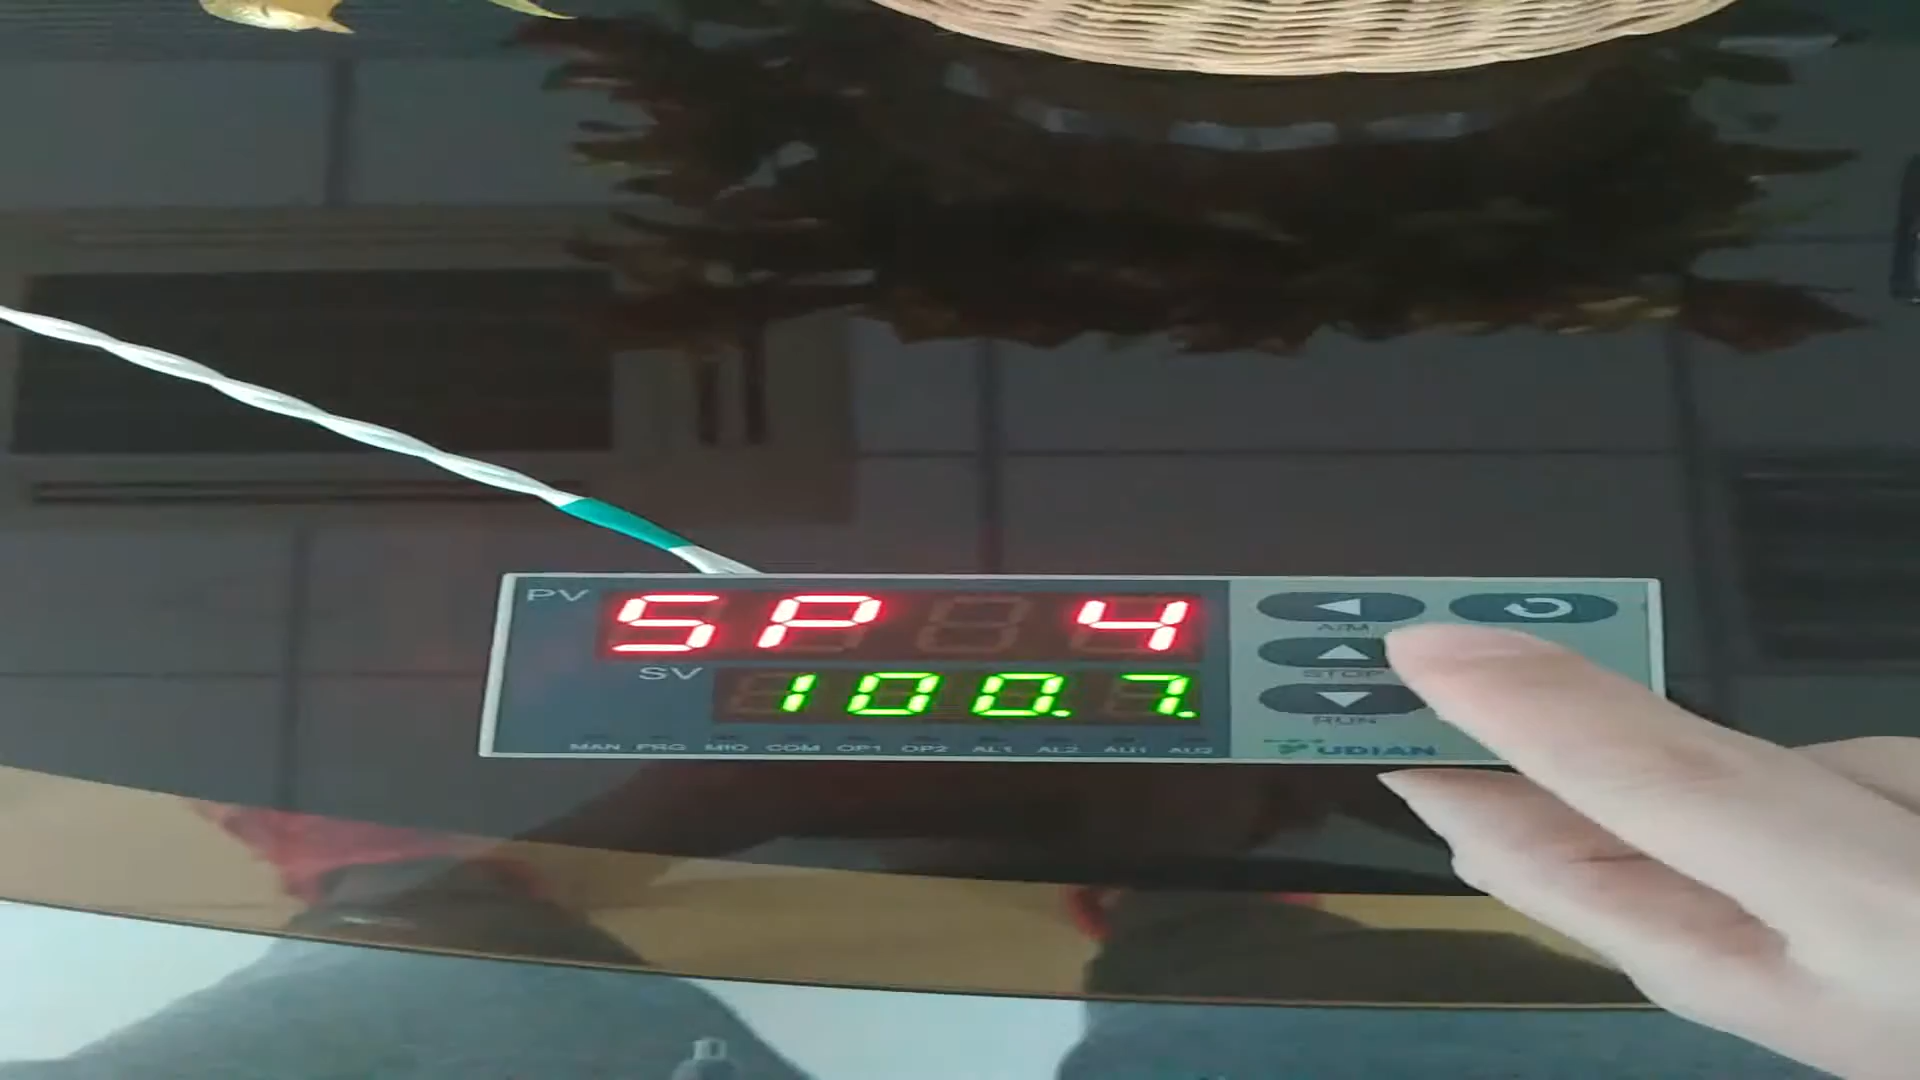 PV SP 4
SV 100.7.
A/M
STOP
RUN
MAN PRG MIO COM OP1 OP2 AL1 AL2 AU1 AU2
YUDIAN